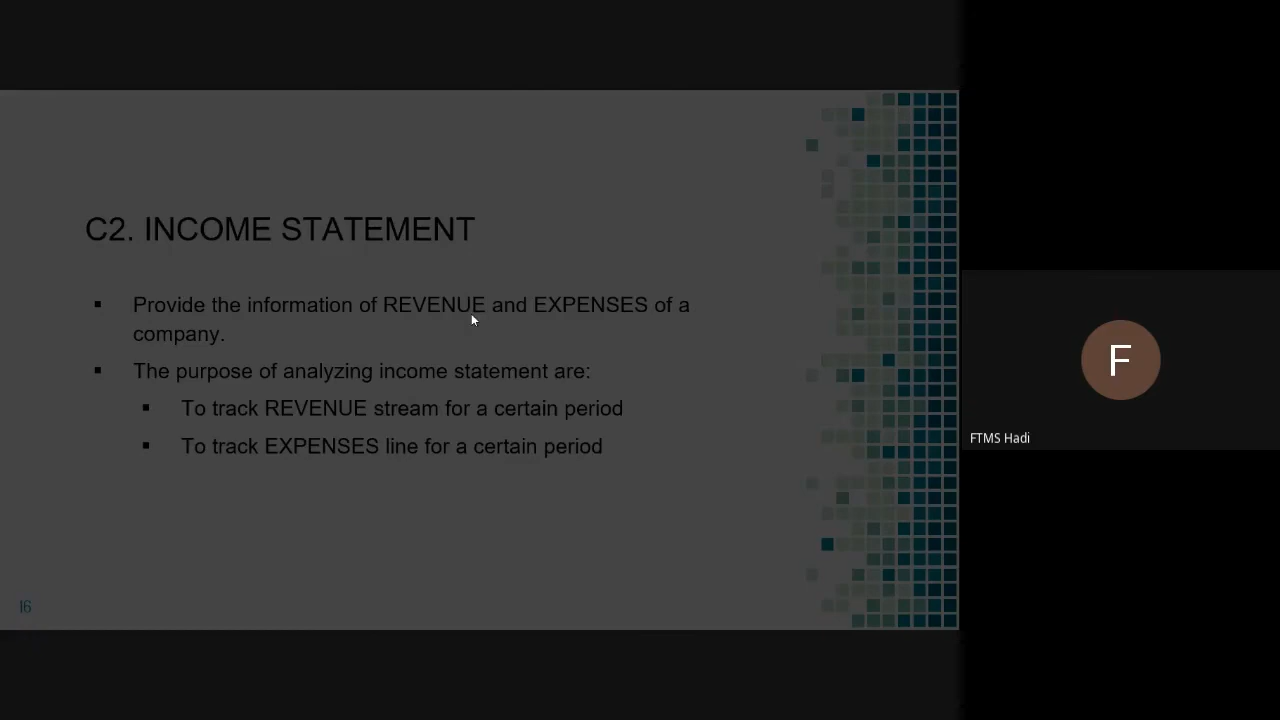 C2. INCOME STATEMENT
▪ Provide the information of REVENUE and EXPENSES of a
company.
▪ The purpose of analyzing income statement are:
▪ To track REVENUE stream for a certain period
▪ To track EXPENSES line for a certain period
16
F
FTMS Hadi